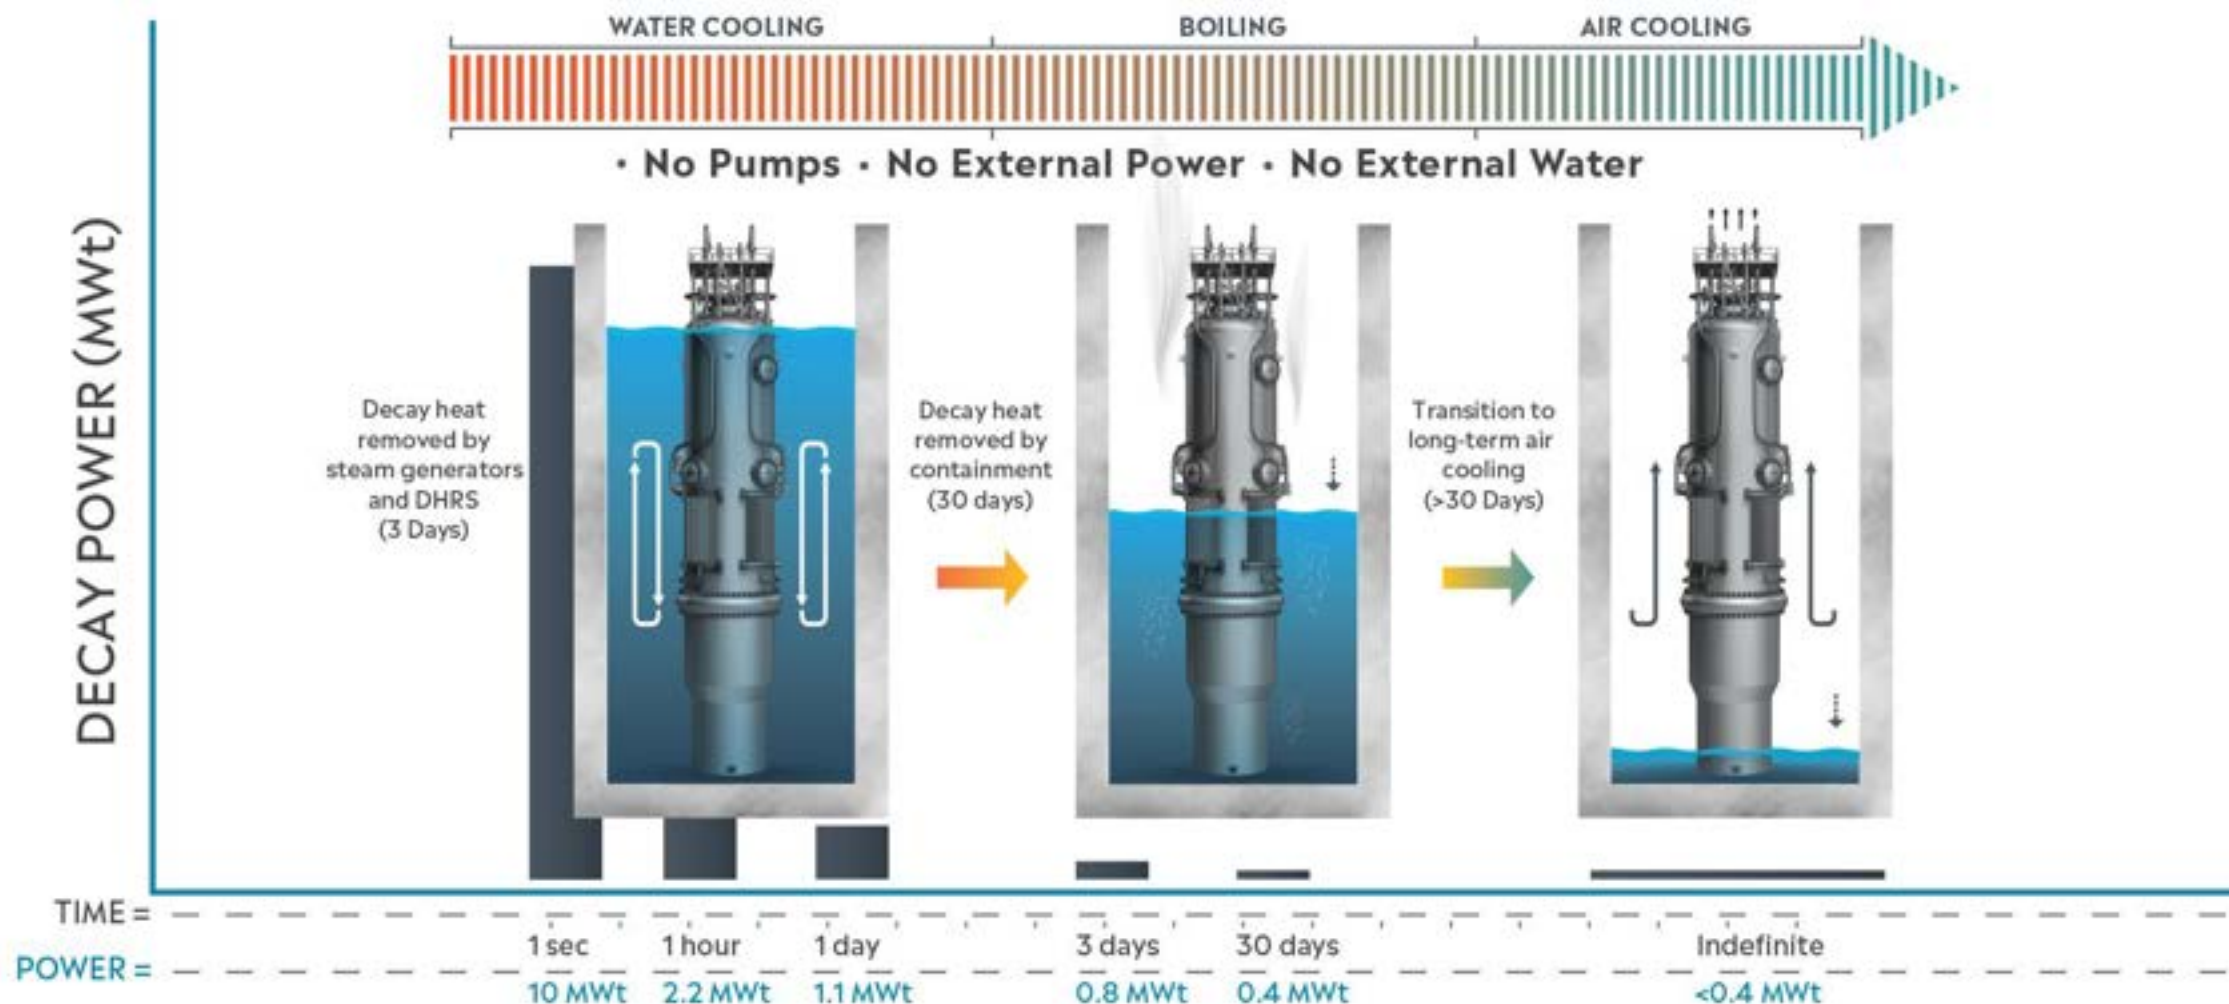 WATER COOLING
BOILING
AIR COOLING
• No Pumps • No External Power • No External Water
DECAY POWER (MWt)
Decay heat
removed by
steam generators
and DHRS
(3 Days)
Decay heat
removed by
containment
(30 days)
Transition to
long-term air
cooling
(>30 Days)
TIME =
1 sec
1 hour
1 day
3 days
30 days
Indefinite
POWER =
10 MWt
2.2 MWt
1.1 MWt
0.8 MWt
0.4 MWt
<0.4 MWt